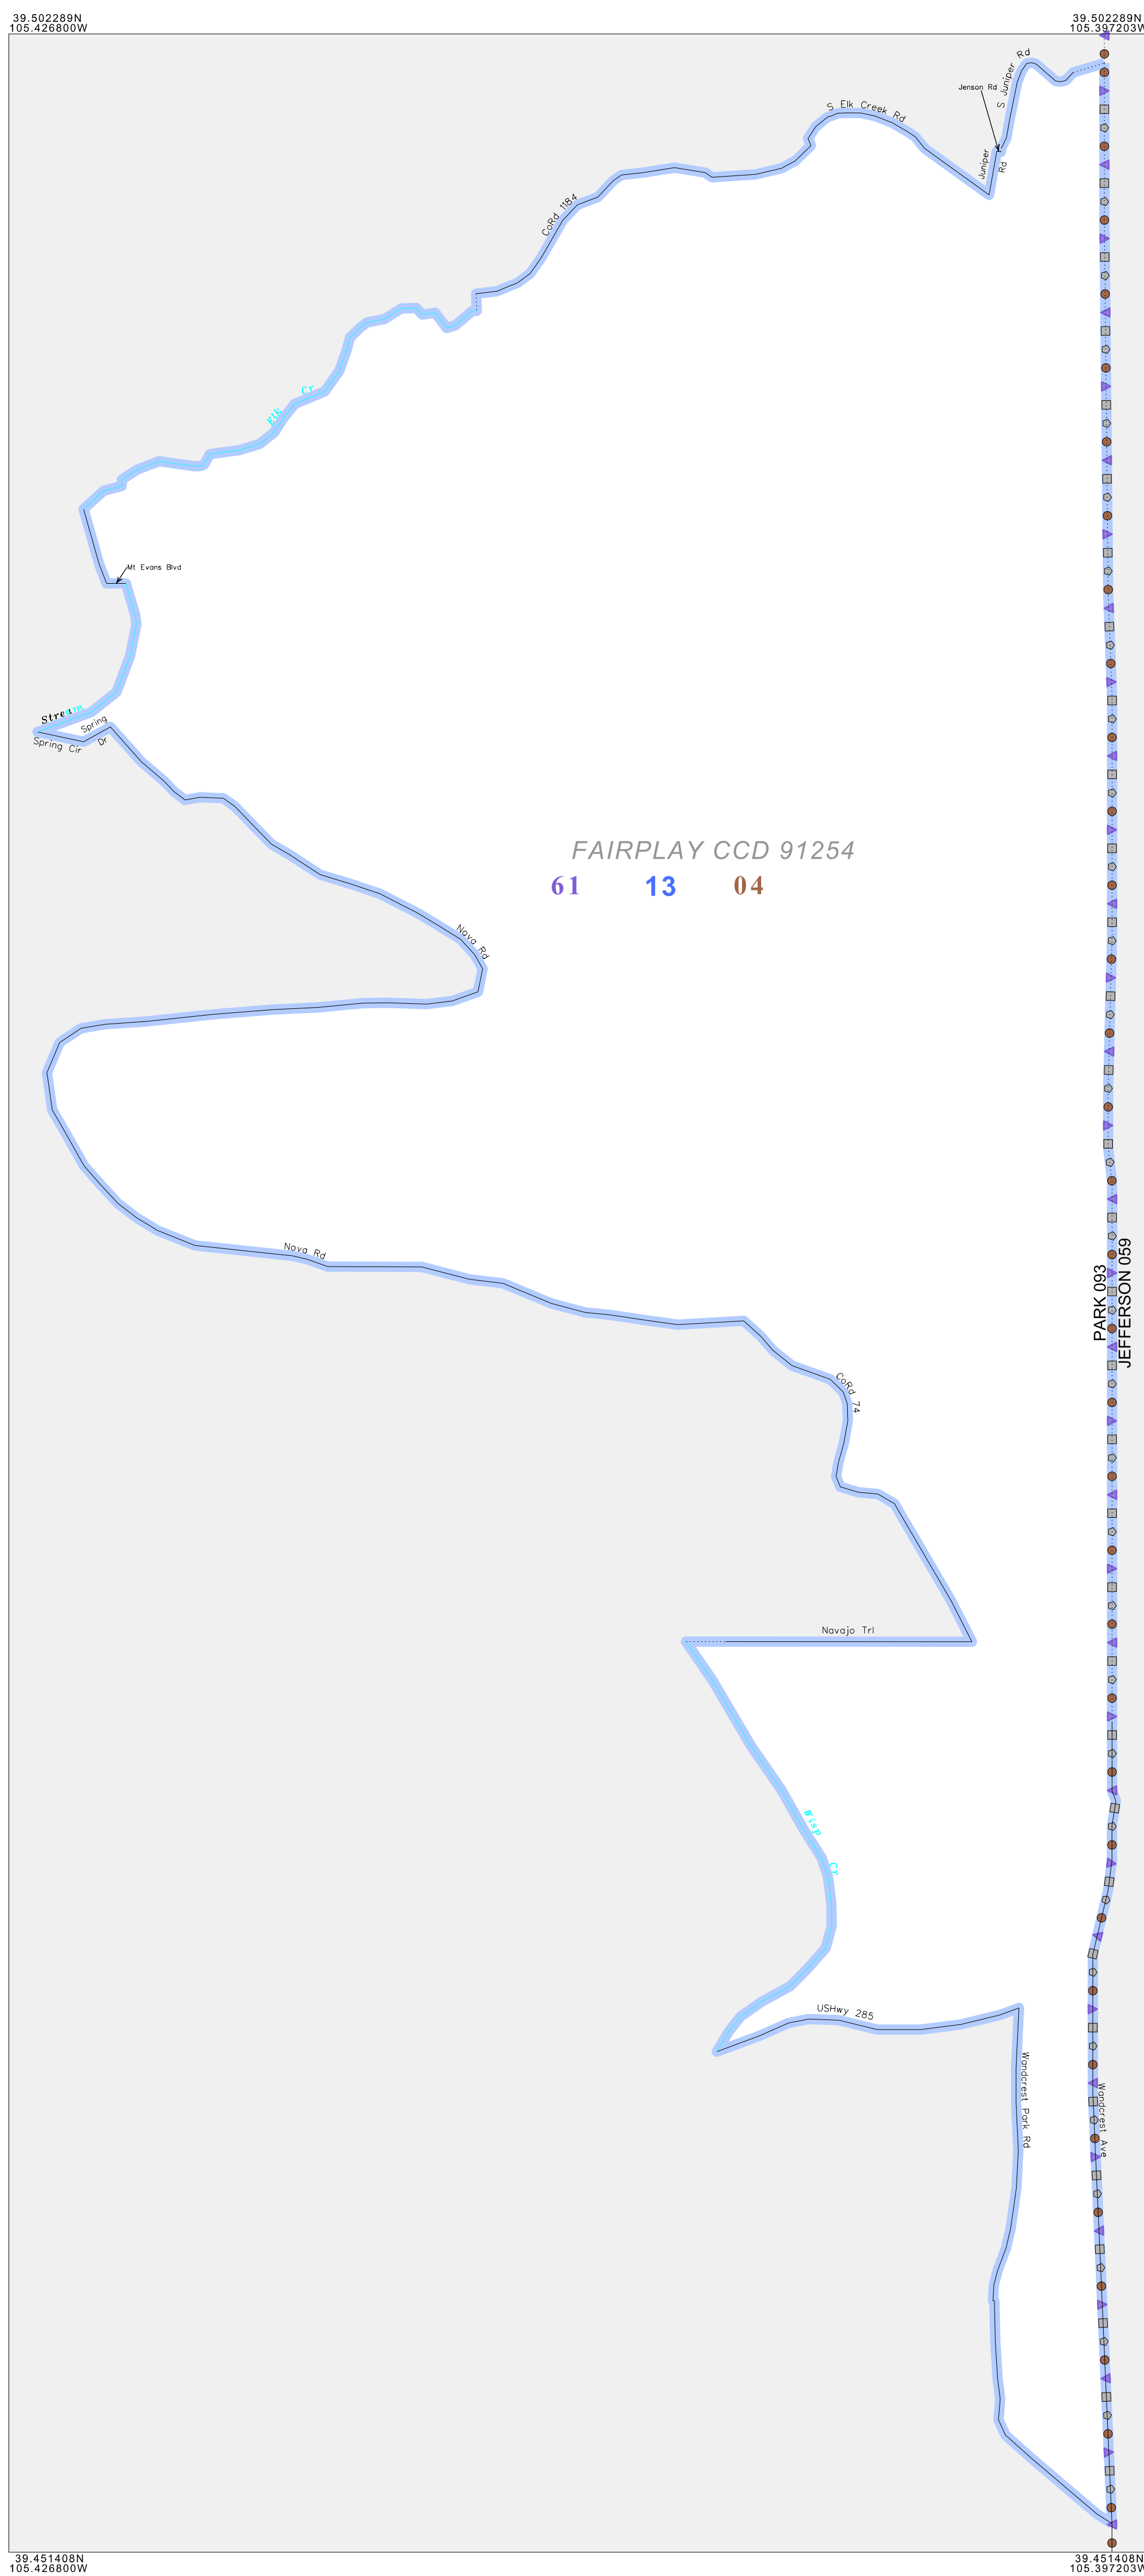 39.502289N
105.426800W
39.502289N
105.397203W
S Juniper Rd
Jenson Rd
S Elk Creek Rd
Juniper Rd
CoRd 1184
Elk Cr
Mt Evans Blvd
Stream
Spring Dr
Spring Cir
FAIRPLAY CCD 91254
61 13 04
Nova Rd
Nova Rd
PARK 093
JEFFERSON 059
CoRd 74
Navajo Trl
Wisp Cr
USHwy 285
Wandcrest Park Rd
Wandcrest Ave
39.451408N
105.426800W
39.451408N
105.397203W